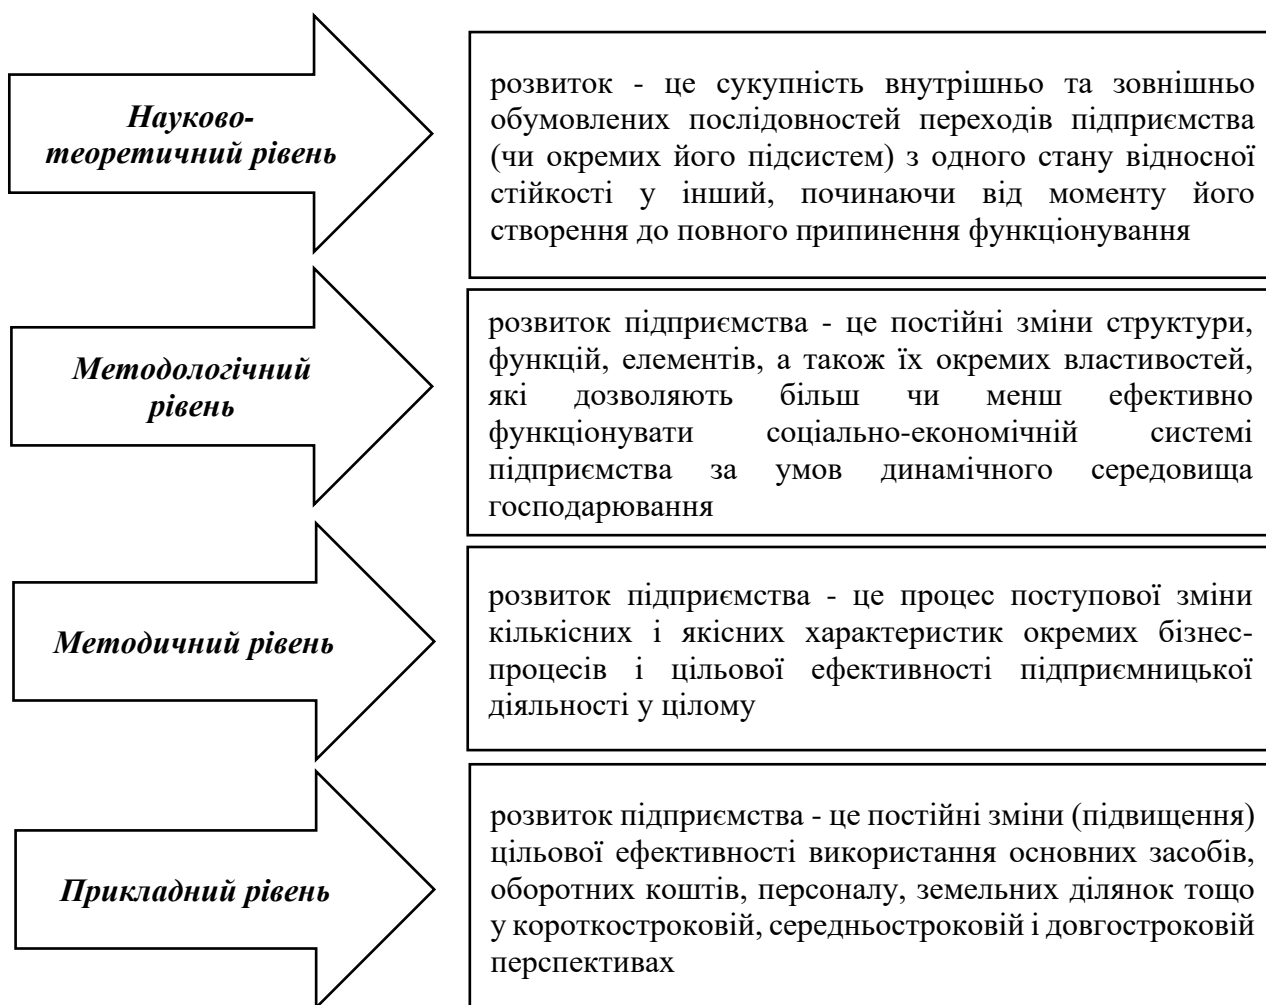 Науково-
теоретичний рівень
розвиток - це сукупність внутрішньо та зовнішньо
обумовлених послідовностей переходів підприємства
(чи окремих його підсистем) з одного стану відносної
стійкості у інший, починаючи від моменту його
створення до повного припинення функціонування
Методологічний
рівень
розвиток підприємства - це постійні зміни структури,
функцій, елементів, а також їх окремих властивостей,
які дозволяють більш чи менш ефективно
функціонувати соціально-економічній системі
підприємства за умов динамічного середовища
господарювання
Методичний рівень
розвиток підприємства - це процес поступової зміни
кількісних і якісних характеристик окремих бізнес-
процесів і цільової ефективності підприємницької
діяльності у цілому
Прикладний рівень
розвиток підприємства - це постійні зміни (підвищення)
цільової ефективності використання основних засобів,
оборотних коштів, персоналу, земельних ділянок тощо
у короткостроковій, середньостроковій і довгостроковій
перспективах